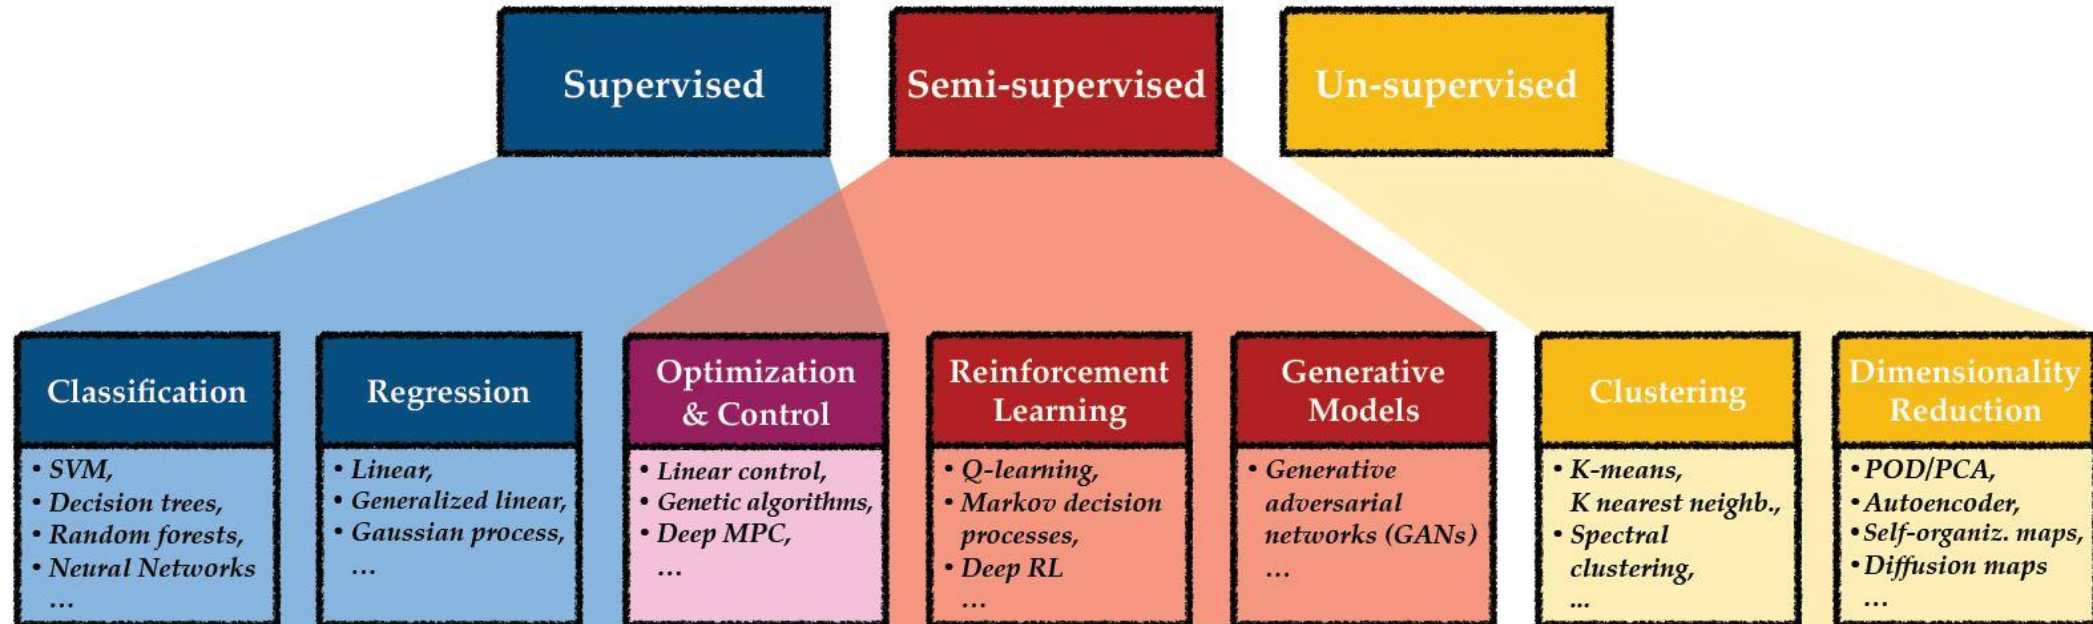 Supervised
Semi-supervised
Un-supervised
Classification
• SVM,
• Decision trees,
• Random forests,
• Neural Networks
...
Regression
• Linear,
• Generalized linear,
• Gaussian process,
...
Optimization
& Control
• Linear control,
• Genetic algorithms,
• Deep MPC,
...
Reinforcement
Learning
• Q-learning,
• Markov decision
processes,
• Deep RL
...
Generative
Models
• Generative
adversarial
networks (GANs)
...
Clustering
• K-means,
K nearest neighb.,
• Spectral
clustering,
...
Dimensionality
Reduction
• POD/PCA,
• Autoencoder,
• Self-organiz. maps,
• Diffusion maps
...